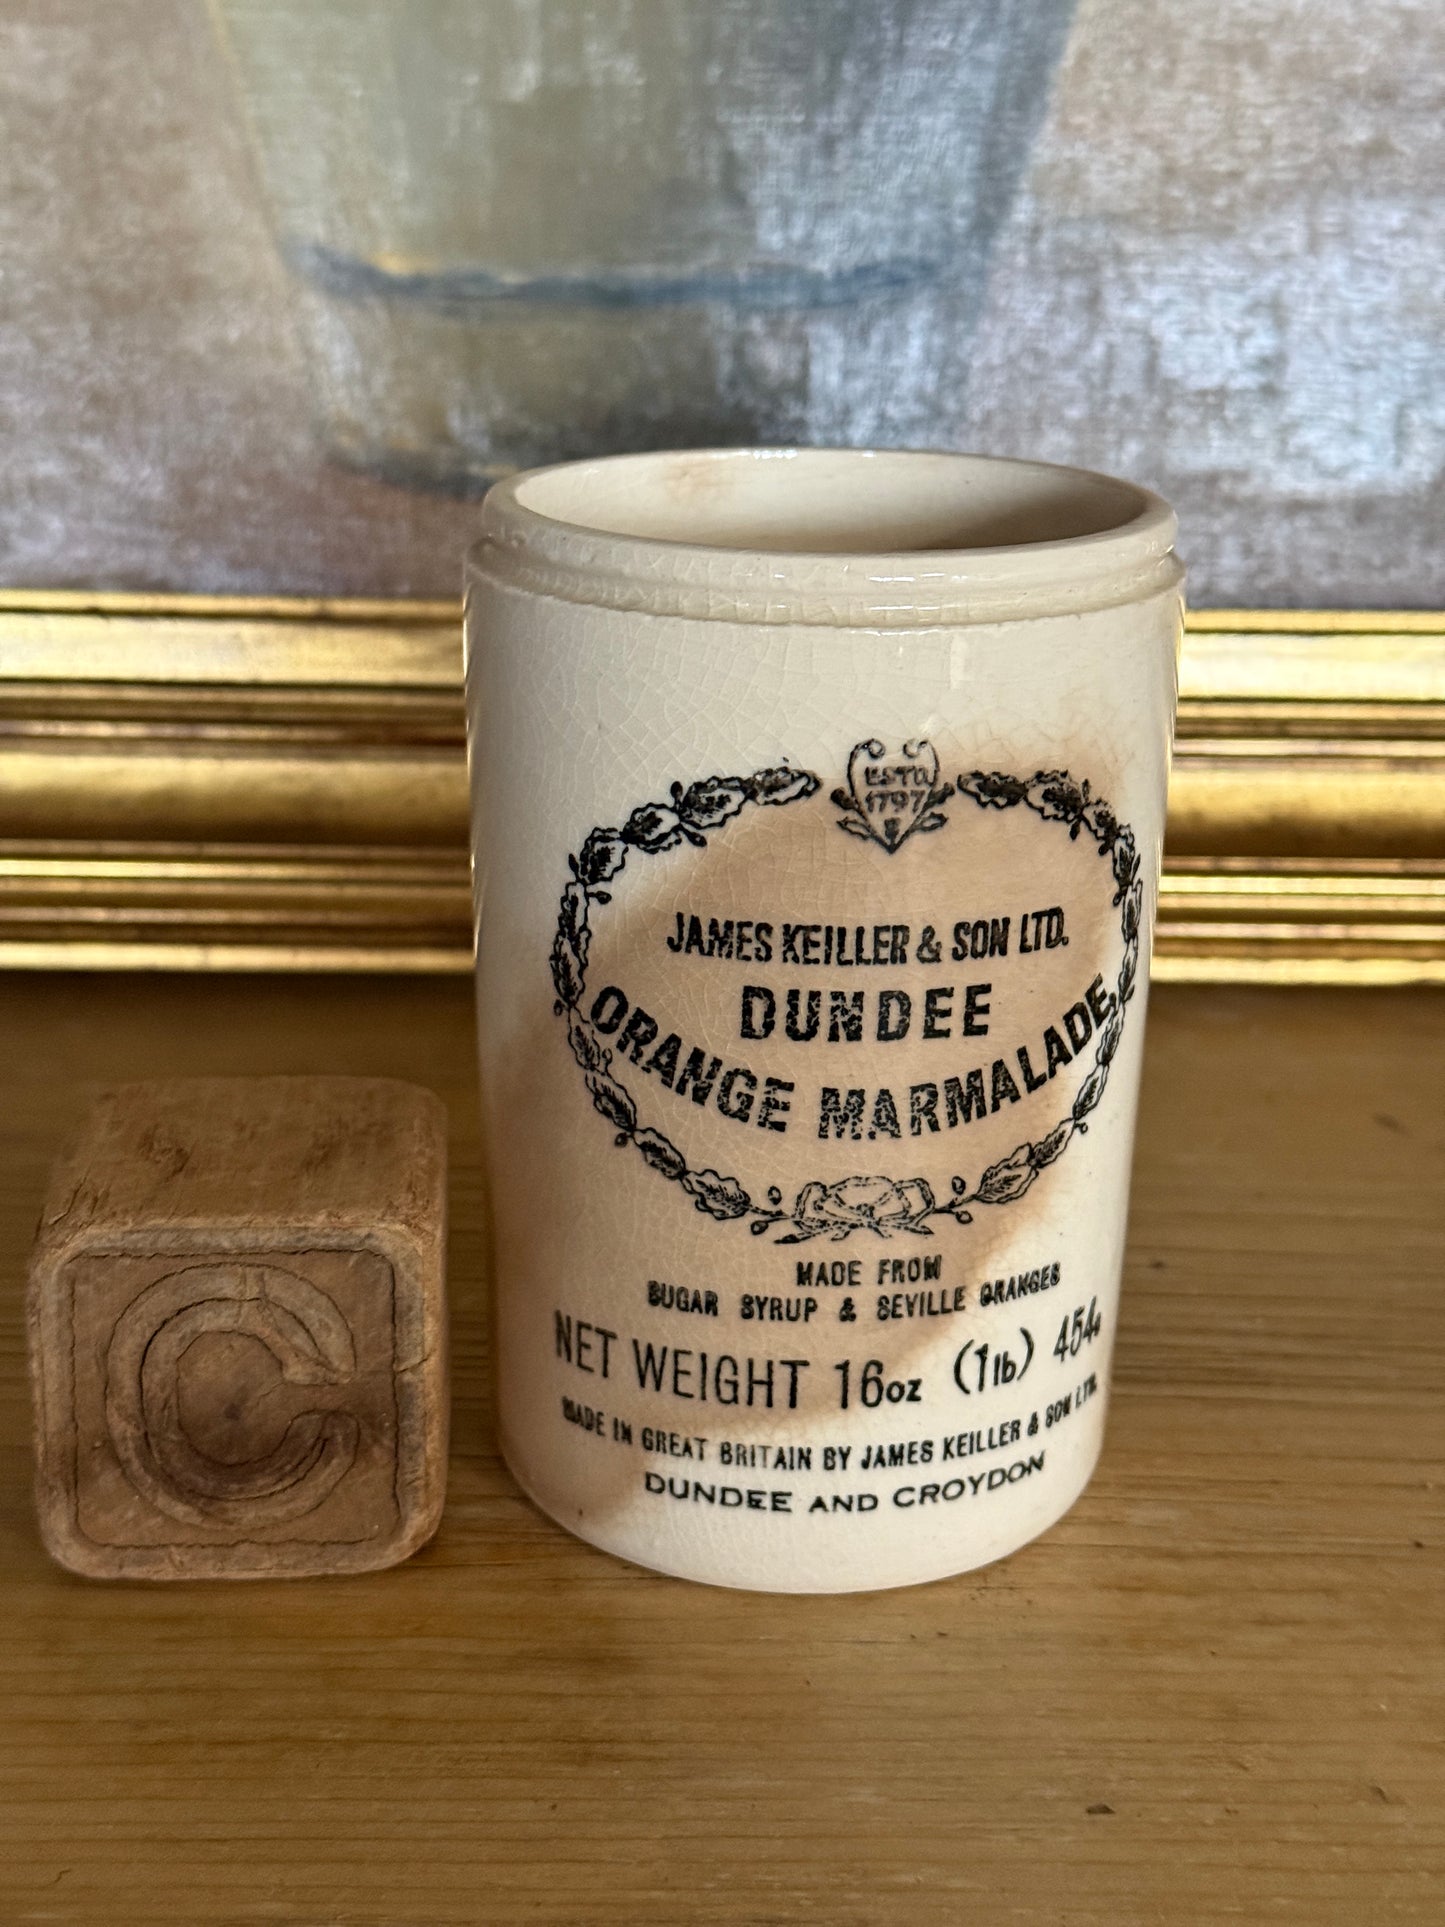 C
ESTD.
1797
JAMES KEILLER & SON LTD.
DUNDEE
ORANGE MARMALADE,
MADE FROM
SUGAR SYRUP & SEVILLE ORANGES
NET WEIGHT 16oz (1lb) 454g
MADE IN GREAT BRITAIN BY JAMES KEILLER & SON LTD.
DUNDEE AND CROYDON